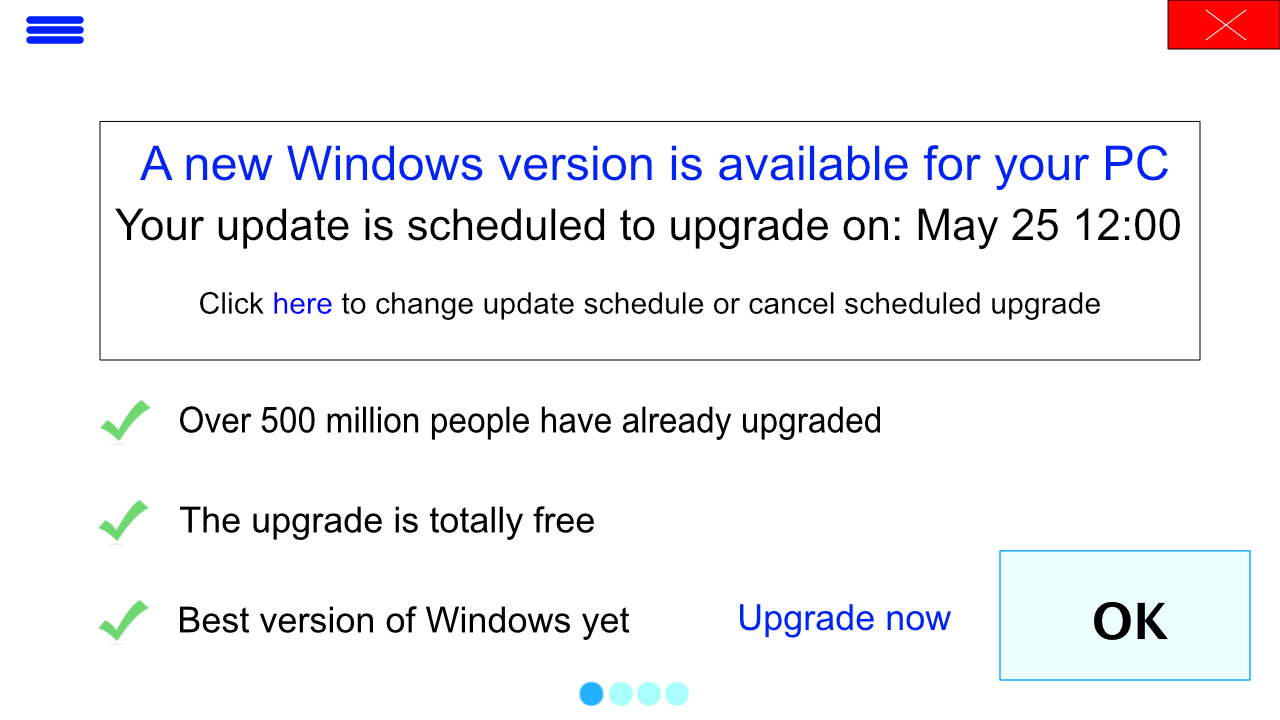 A new Windows version is available for your PC
Your update is scheduled to upgrade on: May 25 12:00
Click here to change update schedule or cancel scheduled upgrade
Over 500 million people have already upgraded
The upgrade is totally free
Best version of Windows yet
Upgrade now
OK